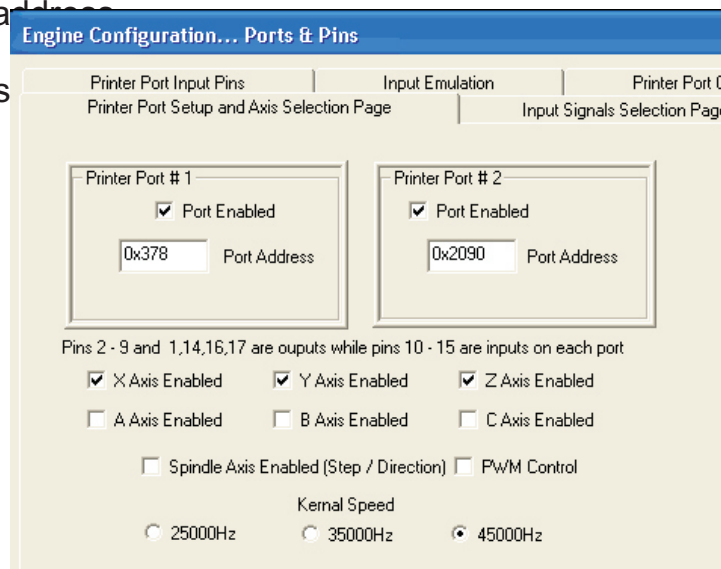 address
Engine Configuration... Ports & Pins
s
Printer Port Input Pins Input Emulation Printer Port
Printer Port Setup and Axis Selection Page Input Signals Selection Page
Printer Port # 1 Printer Port # 2
Port Enabled Port Enabled
0x378 Port Address 0x2090 Port Address
Pins 2 - 9 and 1,14,16,17 are ouputs while pins 10 - 15 are inputs on each port
X Axis Enabled Y Axis Enabled Z Axis Enabled
A Axis Enabled B Axis Enabled C Axis Enabled
Spindle Axis Enabled (Step / Direction) PWM Control
Kernal Speed
25000Hz 35000Hz 45000Hz